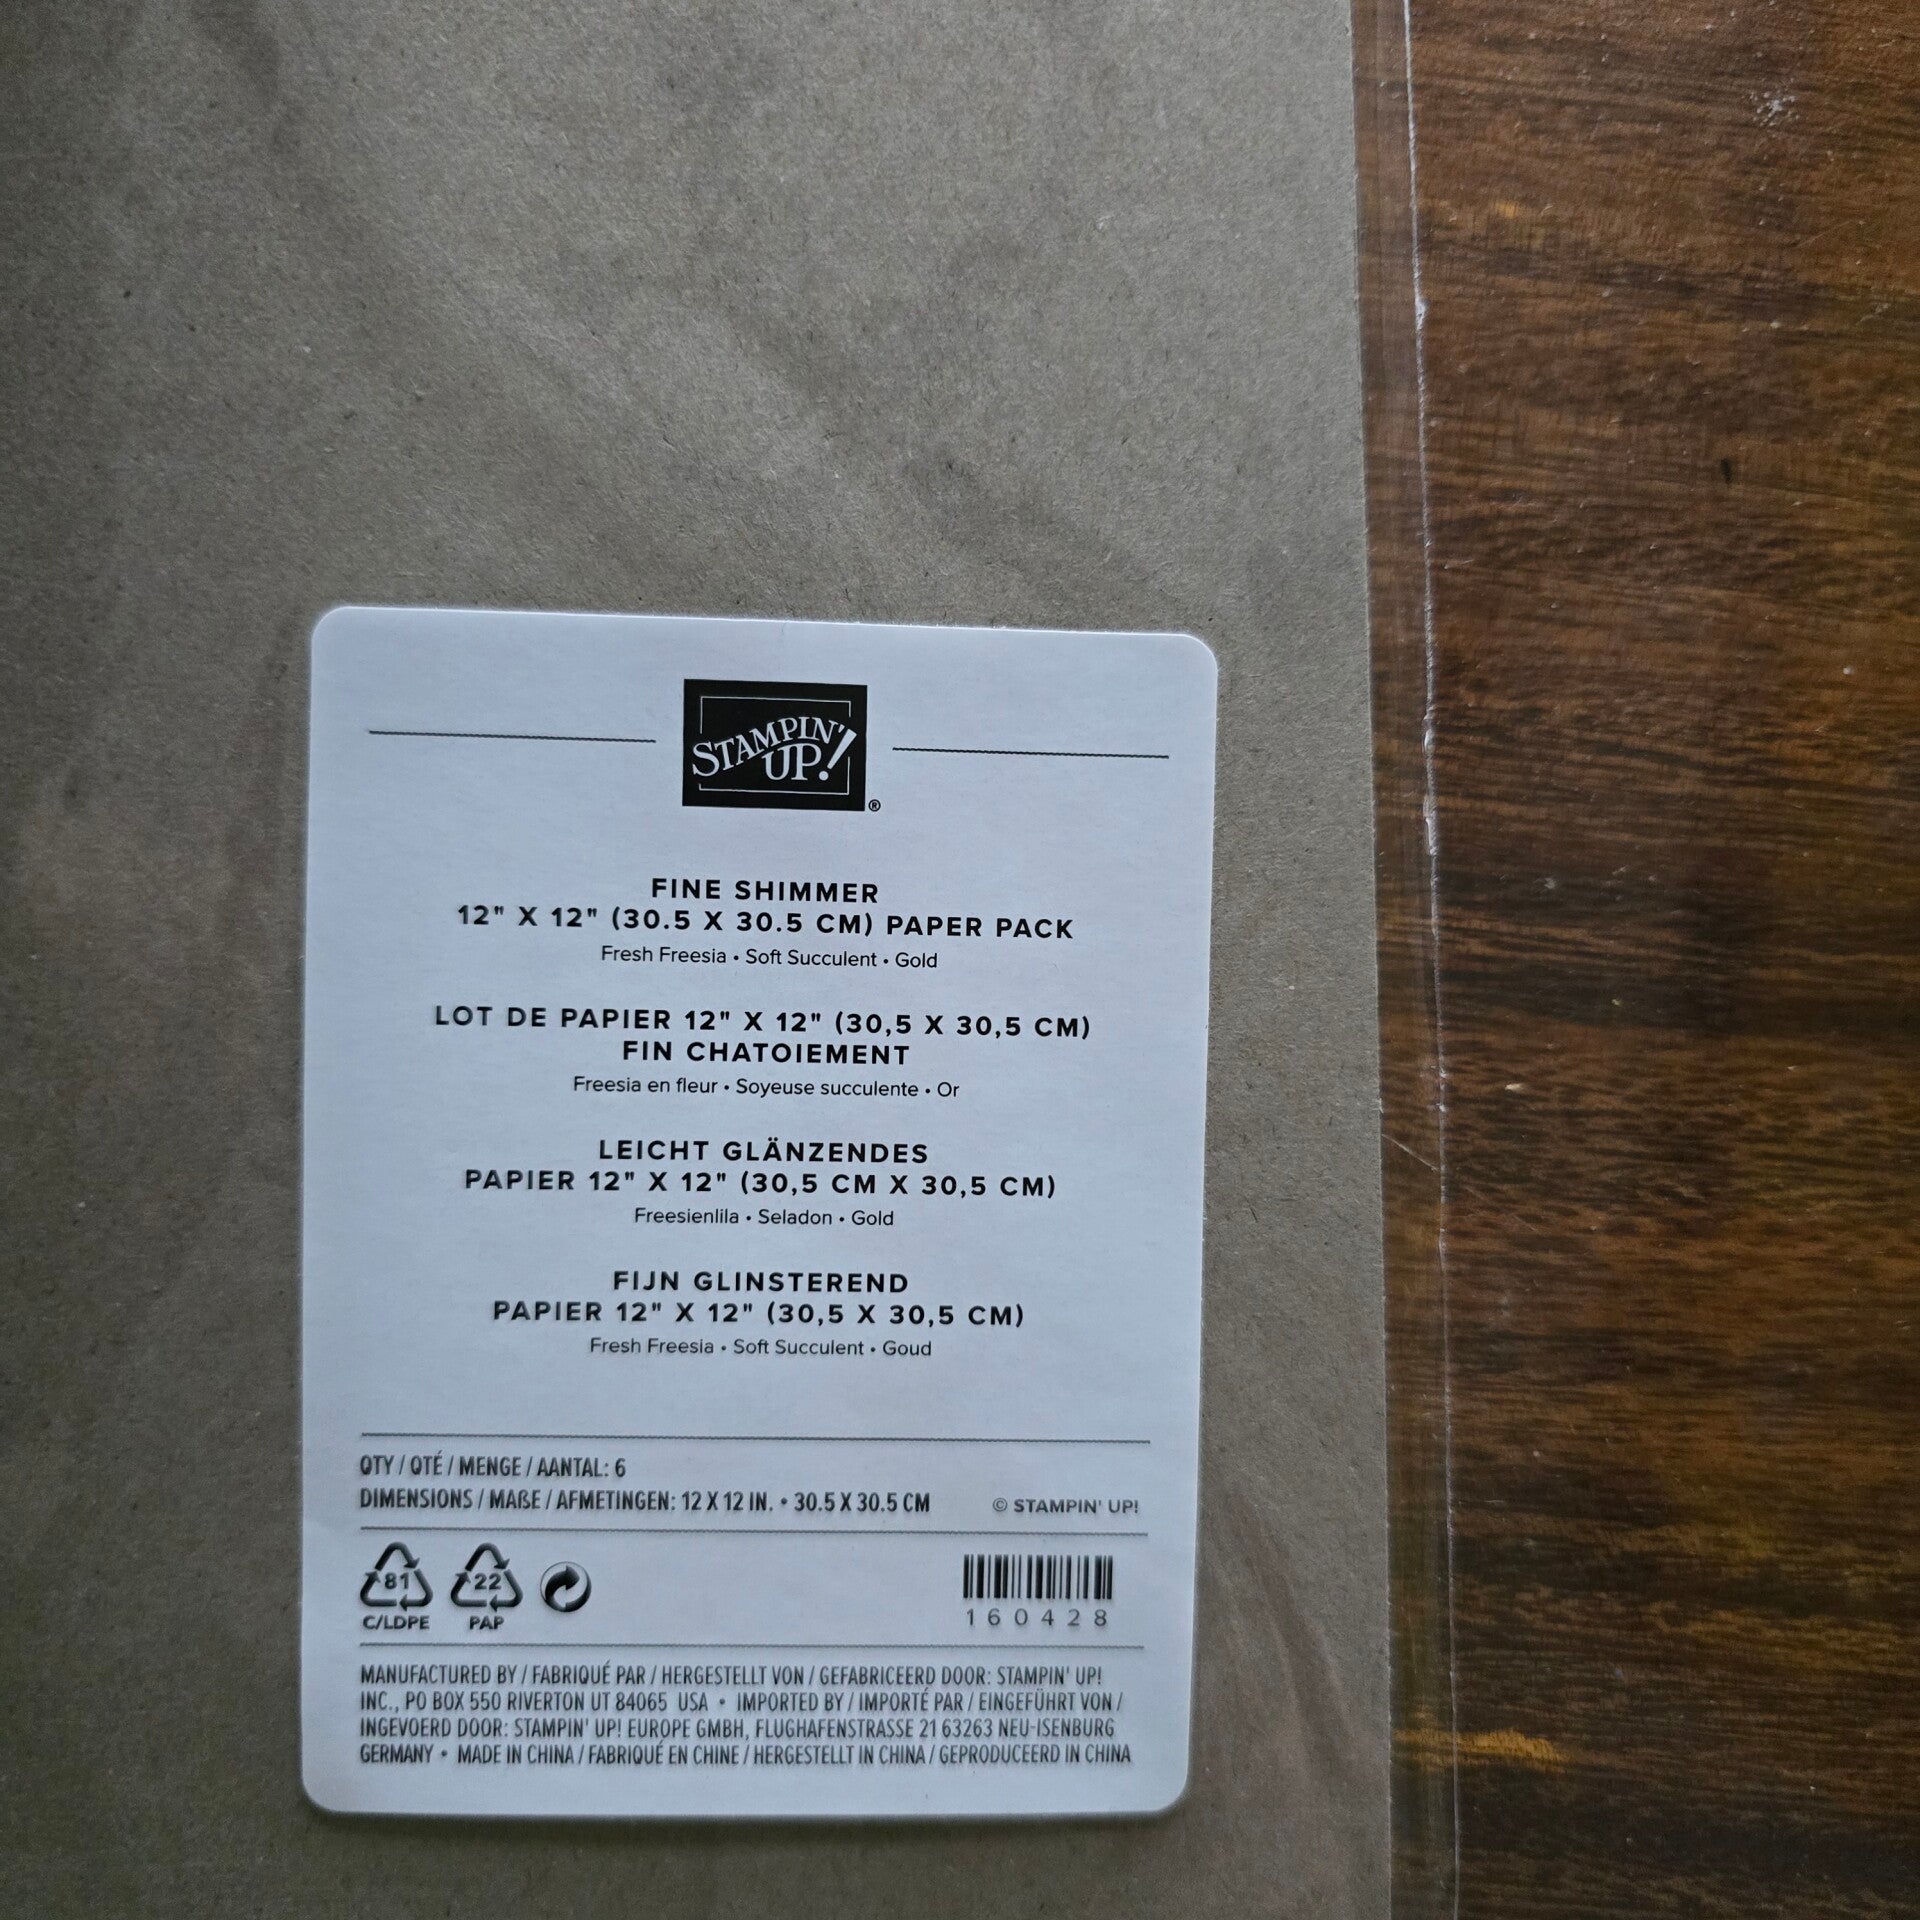 STAMPIN' UP! ®
FINE SHIMMER
12" X 12" (30.5 X 30.5 CM) PAPER PACK
Fresh Freesia • Soft Succulent • Gold
LOT DE PAPIER 12" X 12" (30,5 X 30,5 CM)
FIN CHATOIEMENT
Freesia en fleur • Soyeuse succulente • Or
LEICHT GLÄNZENDES
PAPIER 12" X 12" (30,5 CM X 30,5 CM)
Freesienlila • Seladon • Gold
FIJN GLINSTEREND
PAPIER 12" X 12" (30,5 X 30,5 CM)
Fresh Freesia • Soft Succulent • Goud
QTY / QTÉ / MENGE / AANTAL: 6
DIMENSIONS / MAßE / AFMETINGEN: 12 X 12 IN. • 30.5 X 30.5 CM © STAMPIN' UP!
81 22
C/LDPE PAP
160428
MANUFACTURED BY / FABRIQUÉ PAR / HERGESTELLT VON / GEFABRICEERD DOOR: STAMPIN' UP!
INC., PO BOX 550 RIVERTON UT 84065 USA • IMPORTED BY / IMPORTÉ PAR / EINGEFÜHRT VON /
INGEVOERD DOOR: STAMPIN' UP! EUROPE GMBH, FLUGHAFENSTRASSE 21 63263 NEU-ISENBURG
GERMANY • MADE IN CHINA / FABRIQUÉ EN CHINE / HERGESTELLT IN CHINA / GEPRODUCEERD IN CHINA